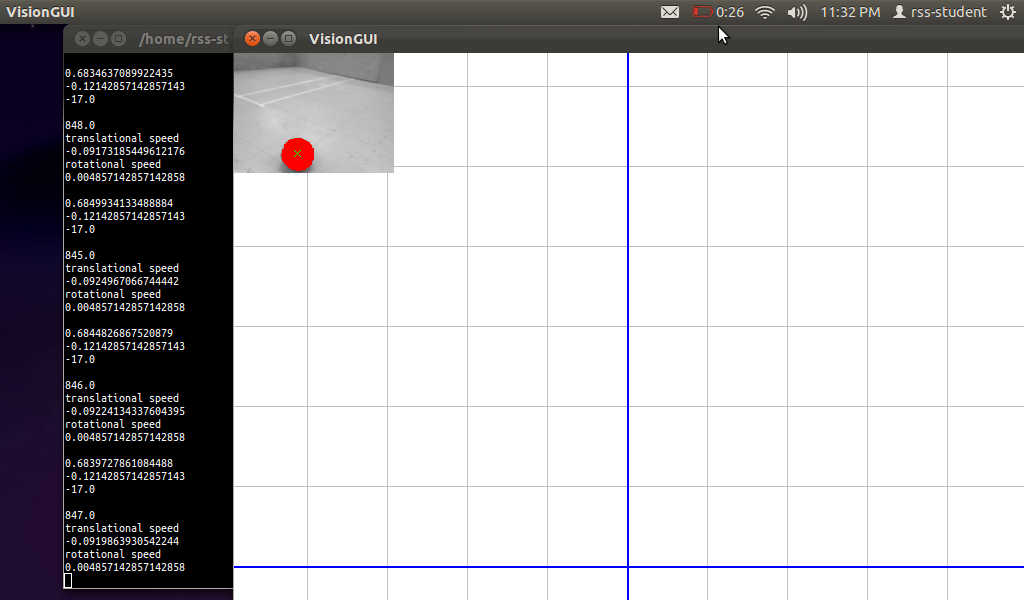 VisionGUI
0:26
11:32 PM
rss-student
/home/rss-st
VisionGUI
0.6834637089922435
-0.12142857142857143
-17.0
848.0
translational speed
-0.09173185449612176
rotational speed
0.004857142857142858
0.6849934133488884
-0.12142857142857143
-17.0
845.0
translational speed
-0.0924967066744442
rotational speed
0.004857142857142858
0.6844826867520879
-0.12142857142857143
-17.0
846.0
translational speed
-0.09224134337604395
rotational speed
0.004857142857142858
0.6839727861084488
-0.12142857142857143
-17.0
847.0
translational speed
-0.0919863930542244
rotational speed
0.004857142857142858